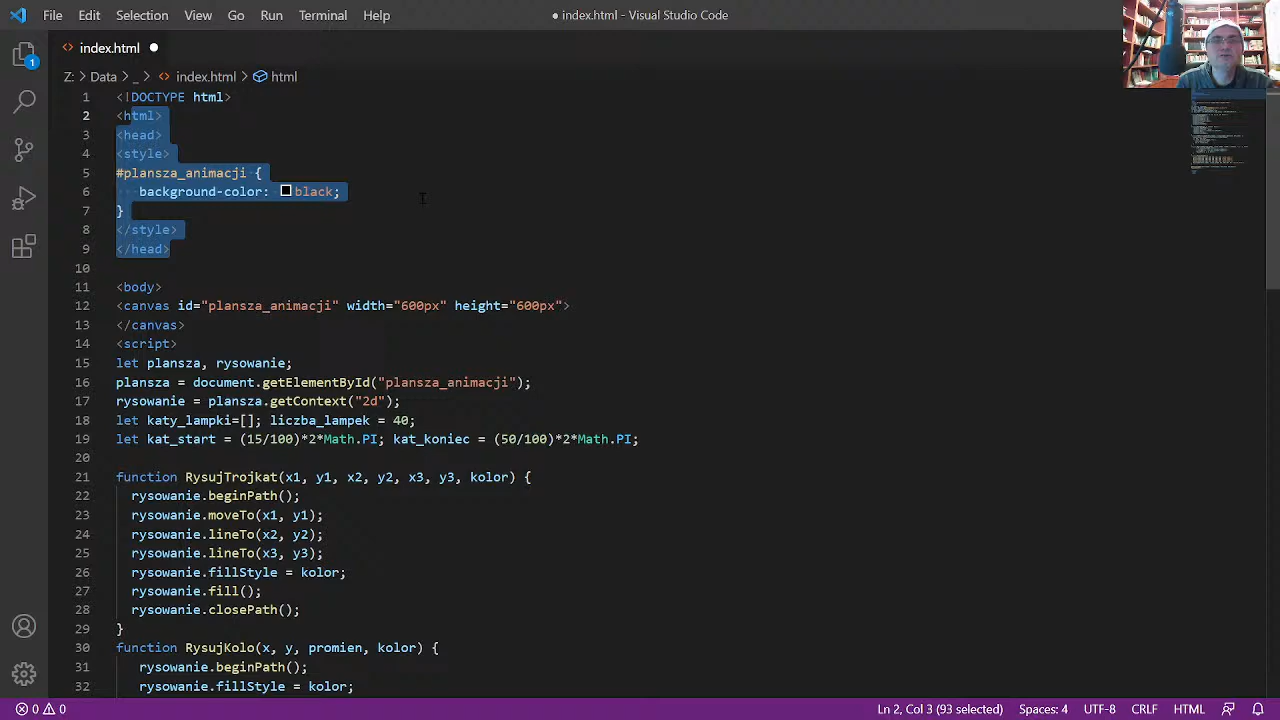 File Edit Selection View Go Run Terminal Help
● index.html - Visual Studio Code
1
<> index.html ●
Z: > Data > _ > <> index.html > html
1 <!DOCTYPE html>
2 <html>
3 <head>
4 <style>
5 #plansza_animacji {
6 background-color: black;
7 }
8 </style>
9 </head>
10
11 <body>
12 <canvas id="plansza_animacji" width="600px" height="600px">
13 </canvas>
14 <script>
15 let plansza, rysowanie;
16 plansza = document.getElementById("plansza_animacji");
17 rysowanie = plansza.getContext("2d");
18 let katy_lampki=[]; liczba_lampek = 40;
19 let kat_start = (15/100)*2*Math.PI; kat_koniec = (50/100)*2*Math.PI;
20
21 function RysujTrojkat(x1, y1, x2, y2, x3, y3, kolor) {
22 rysowanie.beginPath();
23 rysowanie.moveTo(x1, y1);
24 rysowanie.lineTo(x2, y2);
25 rysowanie.lineTo(x3, y3);
26 rysowanie.fillStyle = kolor;
27 rysowanie.fill();
28 rysowanie.closePath();
29 }
30 function RysujKolo(x, y, promien, kolor) {
31 rysowanie.beginPath();
32 rysowanie.fillStyle = kolor;
0 0 Ln 2, Col 3 (93 selected) Spaces: 4 UTF-8 CRLF HTML